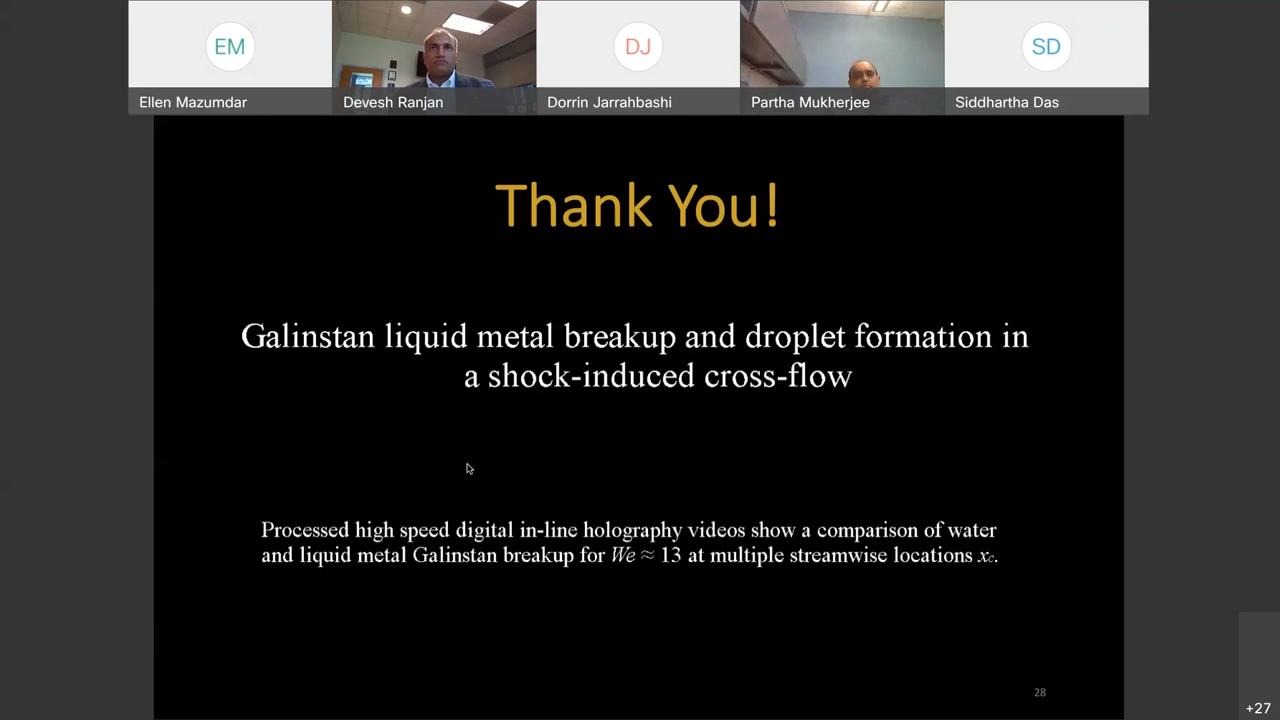 EM
DJ
SD
Ellen Mazumdar
Devesh Ranjan
Dorrin Jarrahbashi
Partha Mukherjee
Siddhartha Das
Thank You!
Galinstan liquid metal breakup and droplet formation in
a shock-induced cross-flow
Processed high speed digital in-line holography videos show a comparison of water
and liquid metal Galinstan breakup for We ≈ 13 at multiple streamwise locations xc.
28
+27